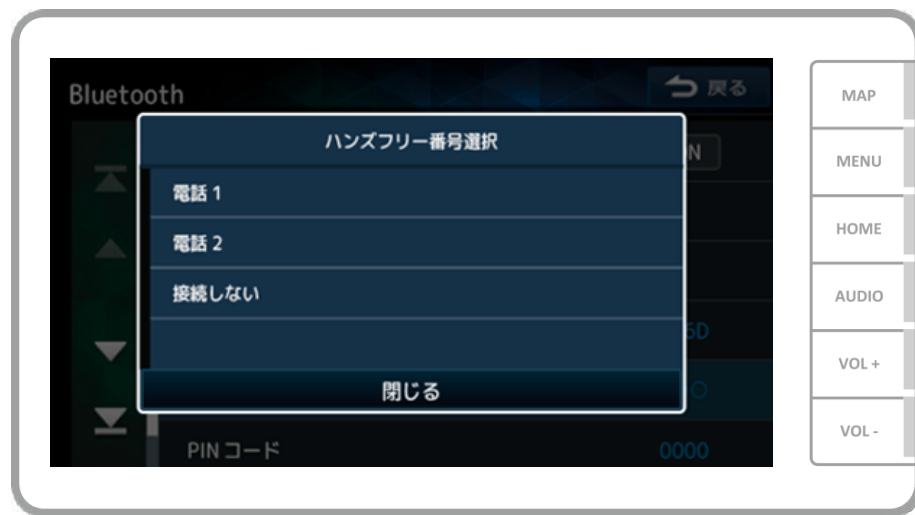 Bluetooth
戻る
ハンズフリー番号選択
N
電話 1
電話 2
接続しない
5D
閉じる
PIN コード 0000
MAP
MENU
HOME
AUDIO
VOL +
VOL -